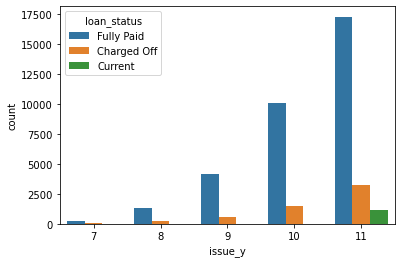 loan_status
Fully Paid
Charged Off
Current
17500
15000
12500
10000
7500
5000
2500
0
count
7 8 9 10 11
issue_y